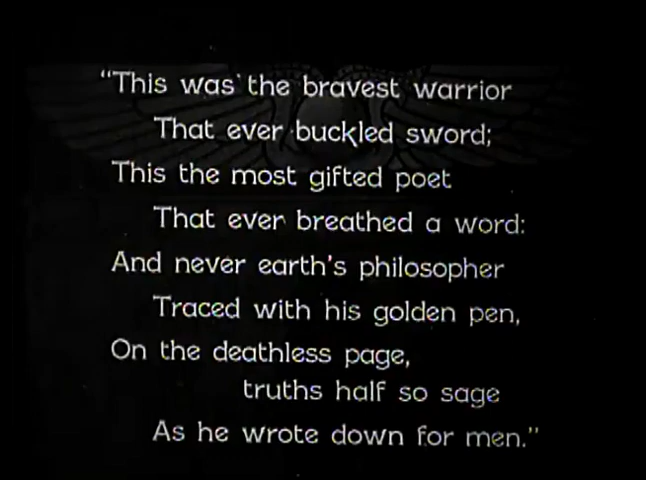 “This was the bravest warrior
That ever buckled sword;
This the most gifted poet
That ever breathed a word:
And never earth's philosopher
Traced with his golden pen,
On the deathless page,
truths half so sage
As he wrote down for men.”